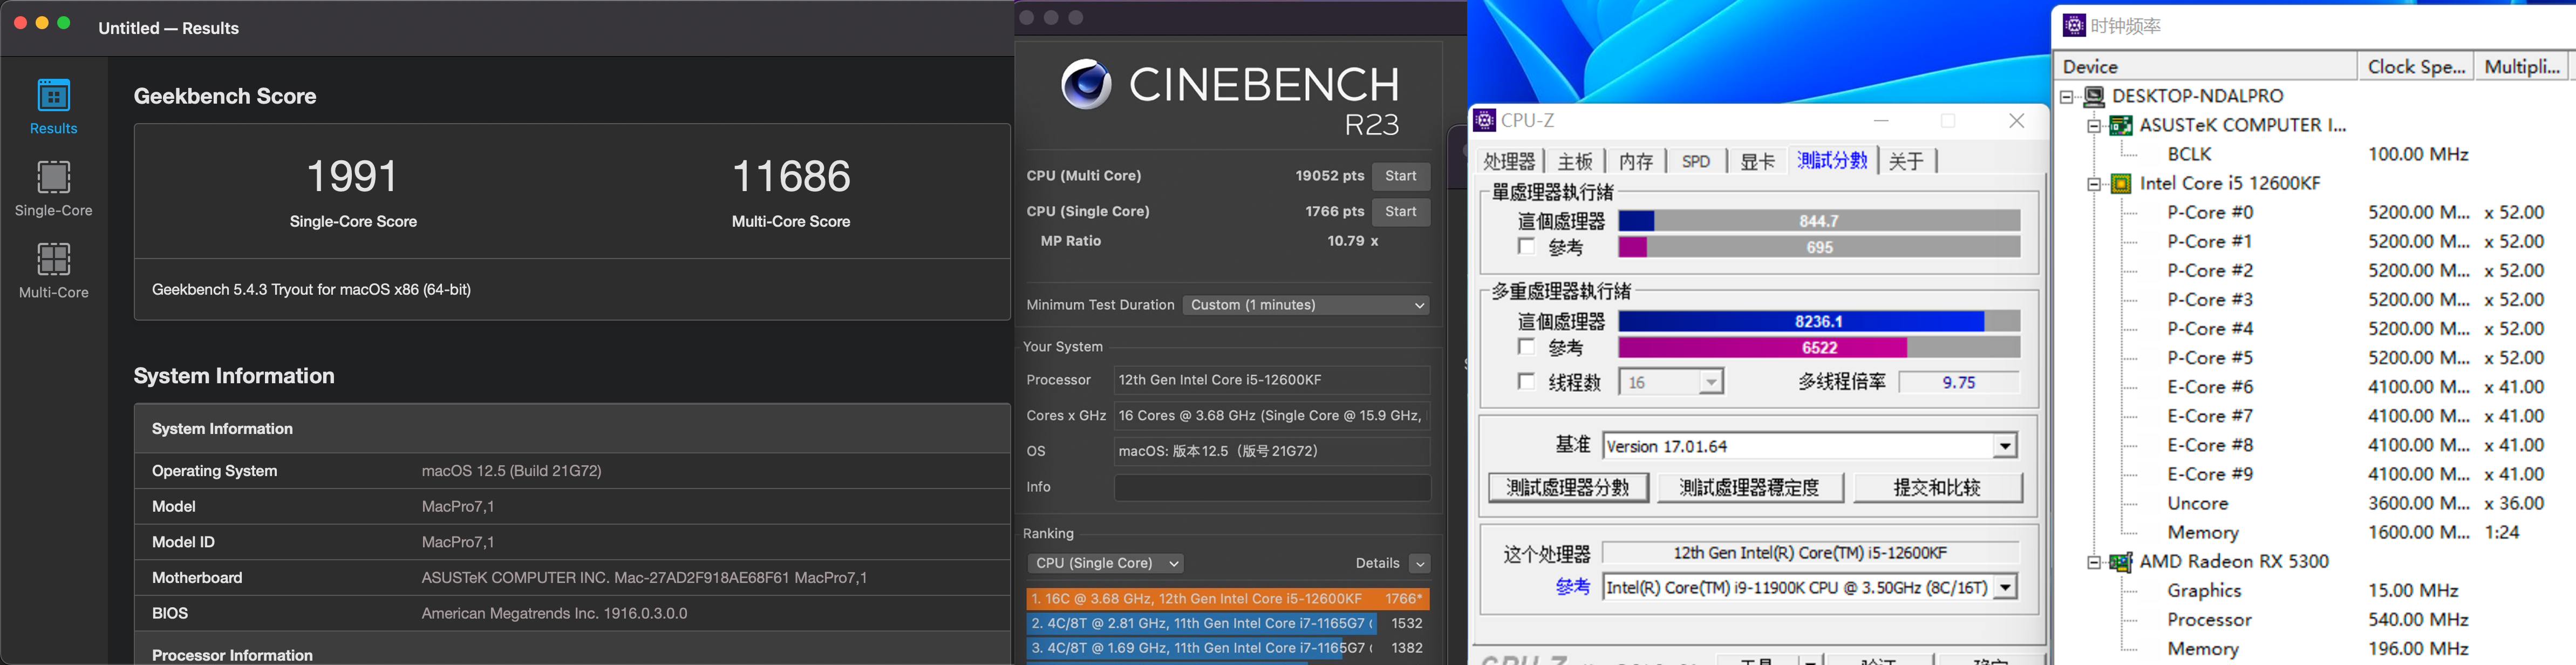 Untitled — Results
Results
Single-Core
Multi-Core
Geekbench Score
1991
Single-Core Score
11686
Multi-Core Score
Geekbench 5.4.3 Tryout for macOS x86 (64-bit)
System Information
System Information
Operating System macOS 12.5 (Build 21G72)
Model MacPro7,1
Model ID MacPro7,1
Motherboard ASUSTeK COMPUTER INC. Mac-27AD2F918AE68F61 MacPro7,1
BIOS American Megatrends Inc. 1916.0.3.0.0
Processor Information
CINEBENCH
R23
CPU (Multi Core) 19052 pts Start
CPU (Single Core) 1766 pts Start
MP Ratio 10.79 x
Minimum Test Duration Custom (1 minutes)
Your System
Processor 12th Gen Intel Core i5-12600KF
Cores x GHz 16 Cores @ 3.68 GHz (Single Core @ 15.9 GHz,
OS macOS: 版本12.5（版号21G72）
Info
Ranking
CPU (Single Core) Details
1. 16C @ 3.68 GHz, 12th Gen Intel Core i5-12600KF 1766*
2. 4C/8T @ 2.81 GHz, 11th Gen Intel Core i7-1165G7 ( 1532
3. 4C/8T @ 1.69 GHz, 11th Gen Intel Core i7-1165G7 ( 1382
CPU-Z
处理器 主板 内存 SPD 显卡 測試分數 关于
單處理器執行緒
這個處理器 844.7
參考 695
多重處理器執行緒
這個處理器 8236.1
參考 6522
线程数 16 多线程倍率 9.75
基准 Version 17.01.64
測試處理器分數 測試處理器穩定度 提交和比较
这个处理器 12th Gen Intel(R) Core(TM) i5-12600KF
參考 Intel(R) Core(TM) i9-11900K CPU @ 3.50GHz (8C/16T)
时钟频率
Device Clock Spe... Multipli...
DESKTOP-NDALPRO
ASUSTeK COMPUTER I...
BCLK 100.00 MHz
Intel Core i5 12600KF
P-Core #0 5200.00 M... x 52.00
P-Core #1 5200.00 M... x 52.00
P-Core #2 5200.00 M... x 52.00
P-Core #3 5200.00 M... x 52.00
P-Core #4 5200.00 M... x 52.00
P-Core #5 5200.00 M... x 52.00
E-Core #6 4100.00 M... x 41.00
E-Core #7 4100.00 M... x 41.00
E-Core #8 4100.00 M... x 41.00
E-Core #9 4100.00 M... x 41.00
Uncore 3600.00 M... x 36.00
Memory 1600.00 M... 1:24
AMD Radeon RX 5300
Graphics 15.00 MHz
Processor 540.00 MHz
Memory 196.00 MHz